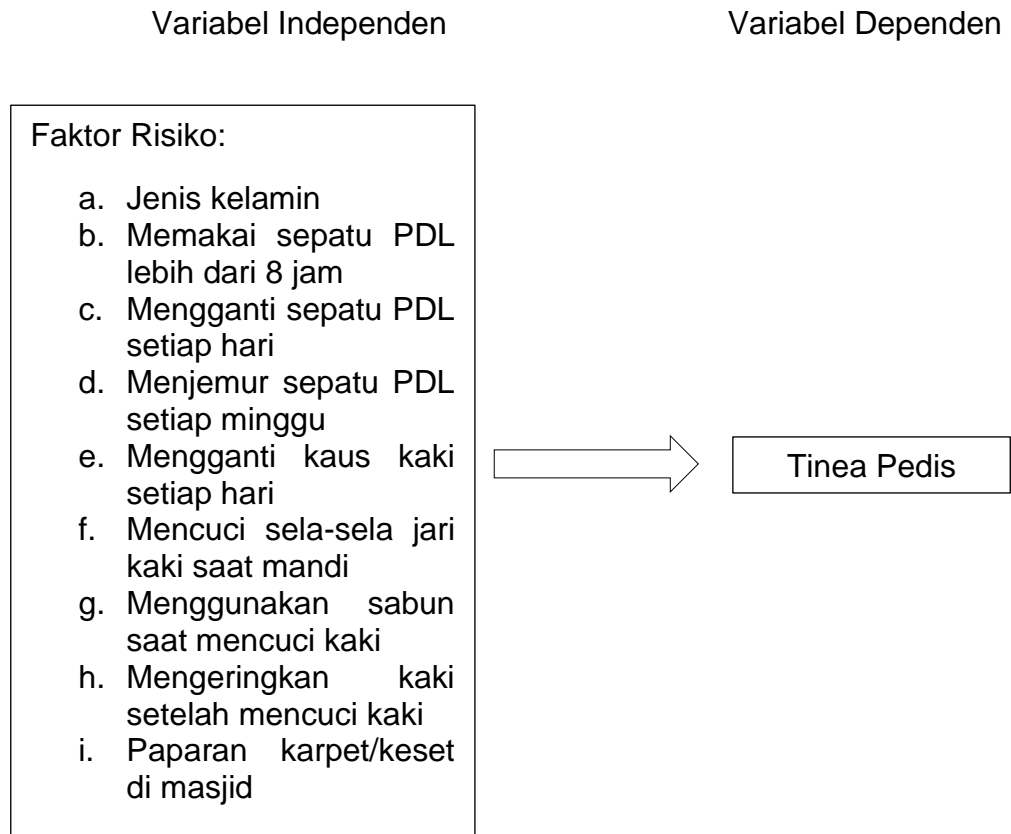 Variabel Independen
Variabel Dependen
Faktor Risiko:
a. Jenis kelamin
b. Memakai sepatu PDL
lebih dari 8 jam
c. Mengganti sepatu PDL
setiap hari
d. Menjemur sepatu PDL
setiap minggu
e. Mengganti kaus kaki
setiap hari
f. Mencuci sela-sela jari
kaki saat mandi
g. Menggunakan sabun
saat mencuci kaki
h. Mengeringkan kaki
setelah mencuci kaki
i. Paparan karpet/keset
di masjid
Tinea Pedis